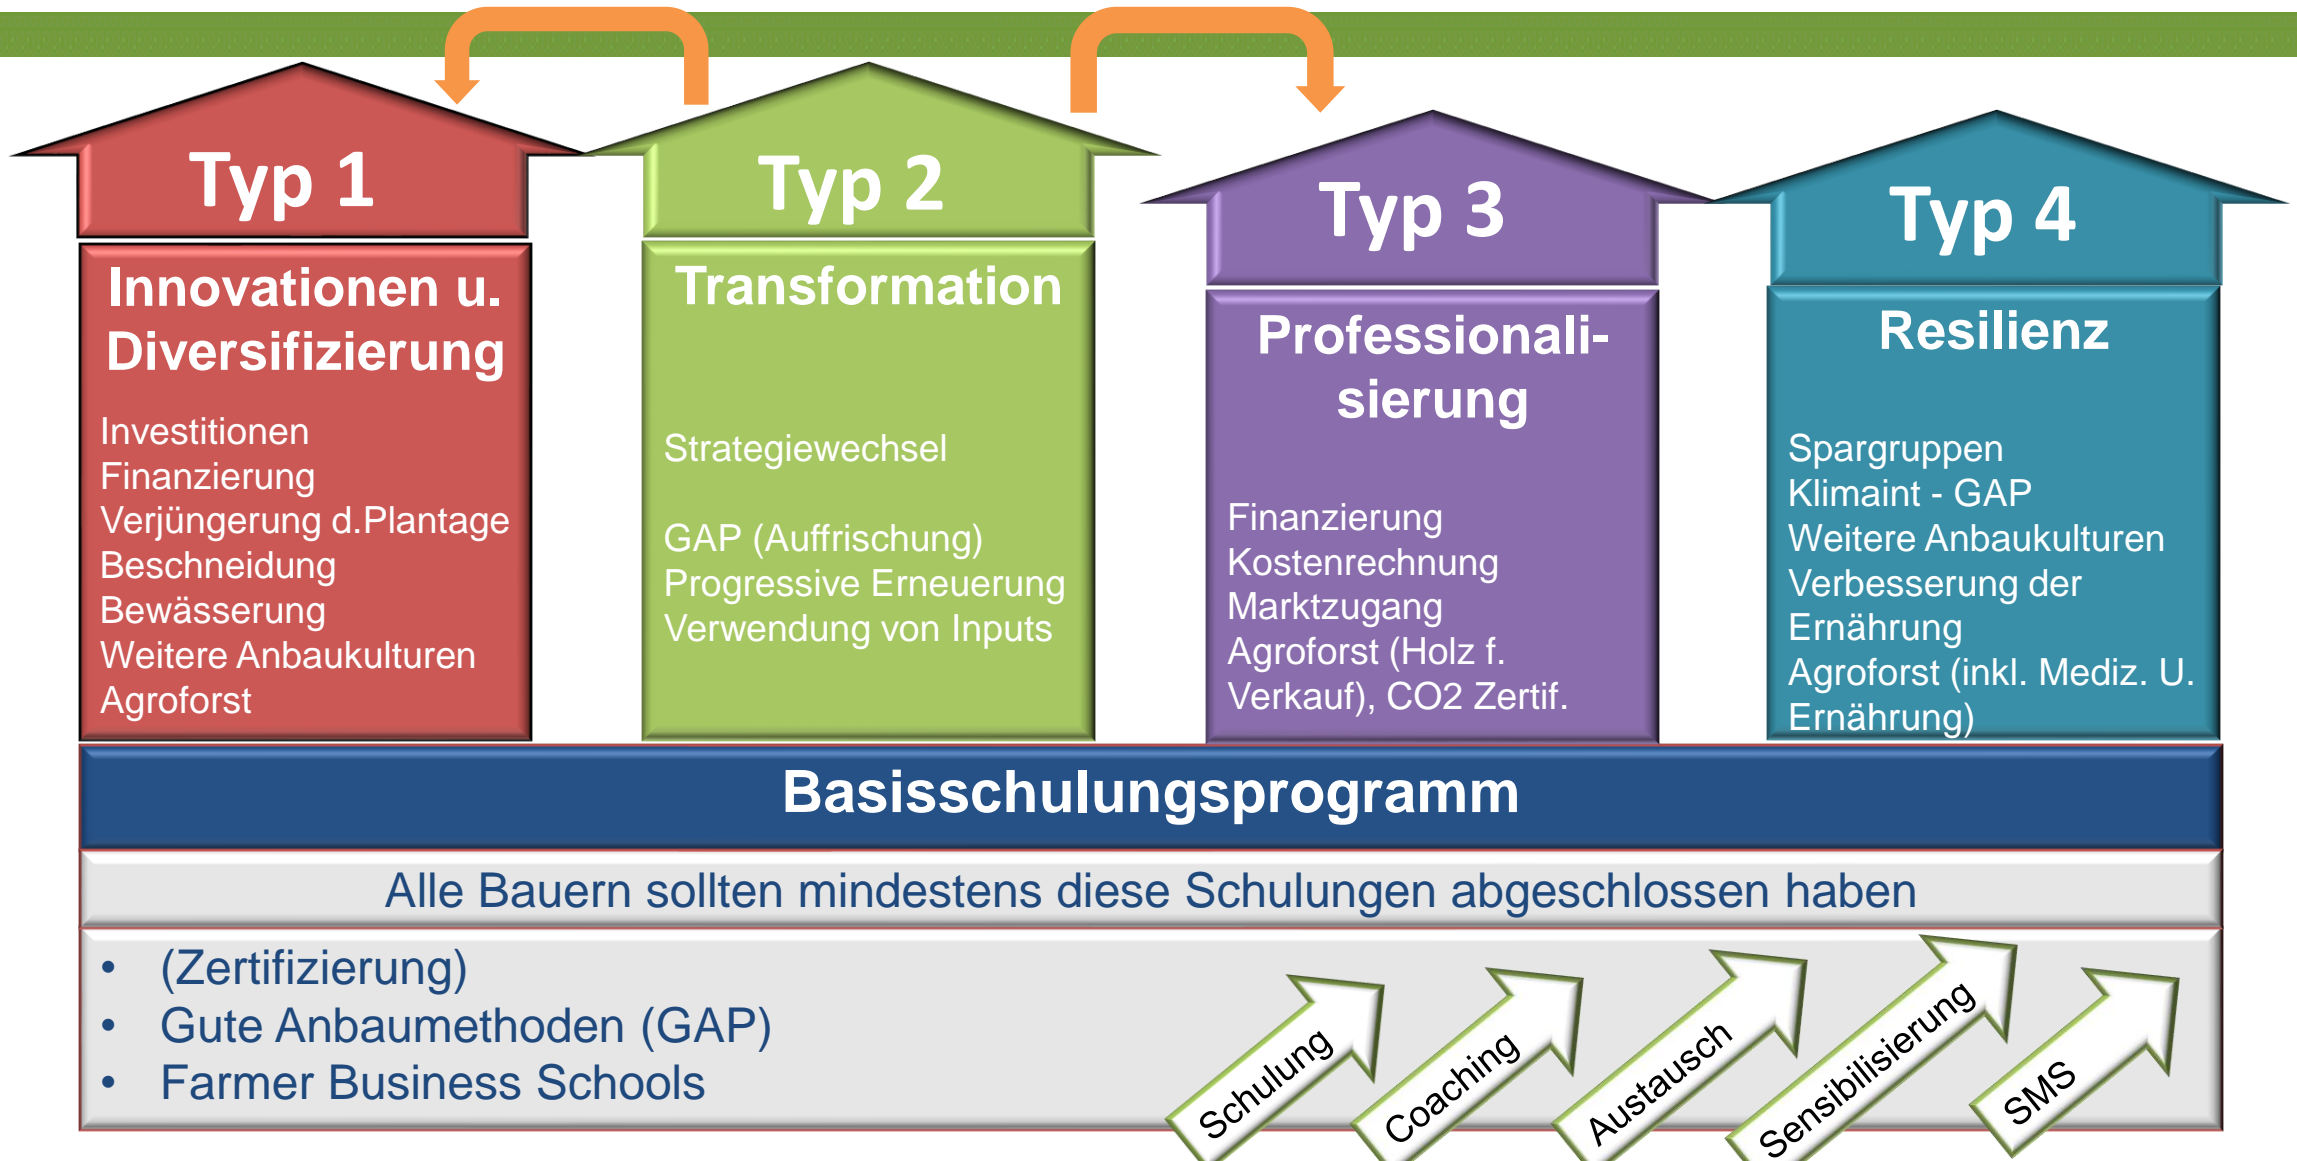 Typ 1
Innovationen u.
Diversifizierung
Investitionen
Finanzierung
Verjüngerung d.Plantage
Beschneidung
Bewässerung
Weitere Anbaukulturen
Agroforst
Typ 2
Transformation
Strategiewechsel
GAP (Auffrischung)
Progressive Erneuerung
Verwendung von Inputs
Typ 3
Professionali-
sierung
Finanzierung
Kostenrechnung
Marktzugang
Agroforst (Holz f.
Verkauf), CO2 Zertif.
Typ 4
Resilienz
Spargruppen
Klimaint - GAP
Weitere Anbaukulturen
Verbesserung der
Ernährung
Agroforst (inkl. Mediz. U.
Ernährung)
Basisschulungsprogramm
Alle Bauern sollten mindestens diese Schulungen abgeschlossen haben
• (Zertifizierung)
• Gute Anbaumethoden (GAP)
• Farmer Business Schools
Schulung
Coaching
Austausch
Sensibilisierung
SMS